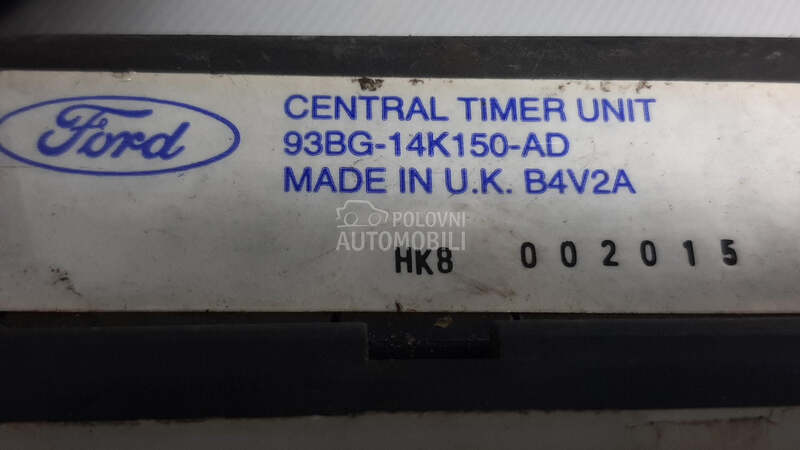 Ford
CENTRAL TIMER UNIT
93BG-14K150-AD
MADE IN U.K. B4V2A
POLOVNI
AUTOMOBILI
HK8 002015